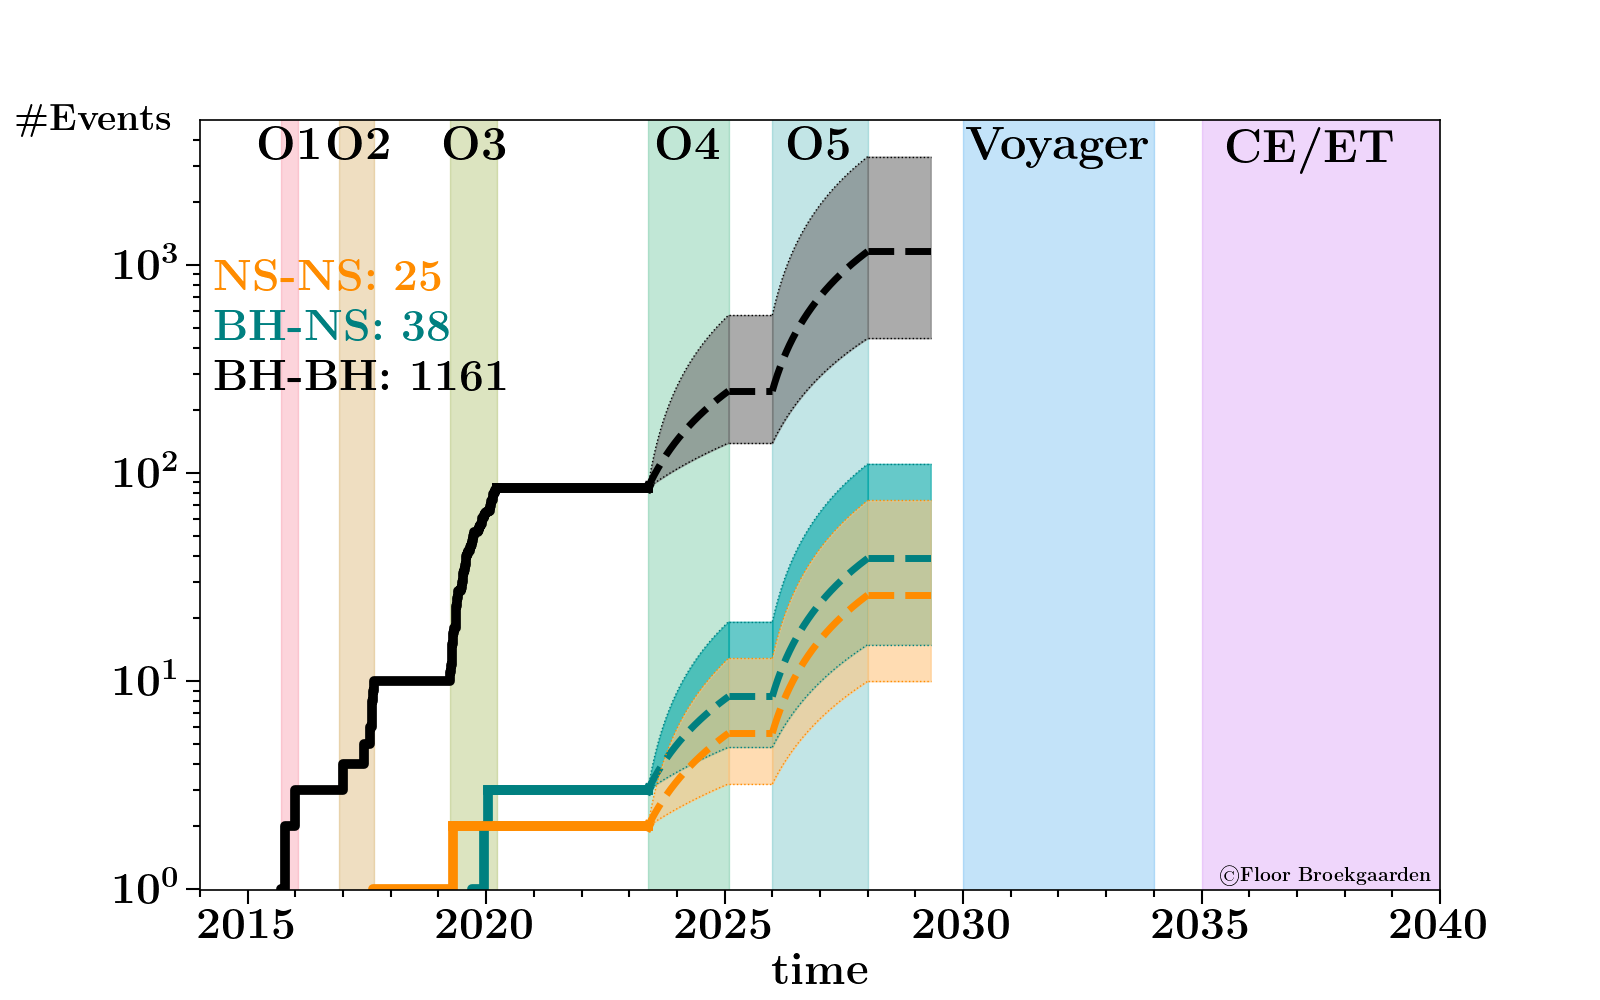 #Events
O1 O2 O3 O4 O5 Voyager CE/ET
10³
NS-NS: 25
BH-NS: 38
BH-BH: 1161
10²
10¹
10⁰
©Floor Broekgaarden
2015 2020 2025 2030 2035 2040
time